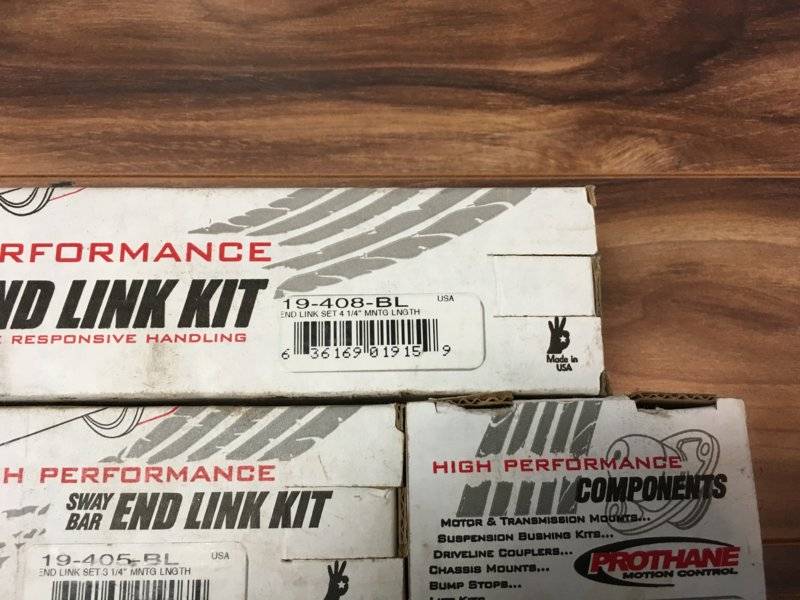 RFORMANCE
ND LINK KIT
RESPONSIVE HANDLING
19-408-BL USA
END LINK SET 4 1/4" MNTG LNGTH
6 36169 01915 9
Made in
USA
H PERFORMANCE
SWAY
BAR END LINK KIT
19-405-BL USA
END LINK SET 3 1/4" MNTG LNGTH
HIGH PERFORMANCE
COMPONENTS
MOTOR & TRANSMISSION MOUNTS...
SUSPENSION BUSHING KITS...
DRIVELINE COUPLERS...
CHASSIS MOUNTS...
BUMP STOPS...
PROTHANE
MOTION CONTROL